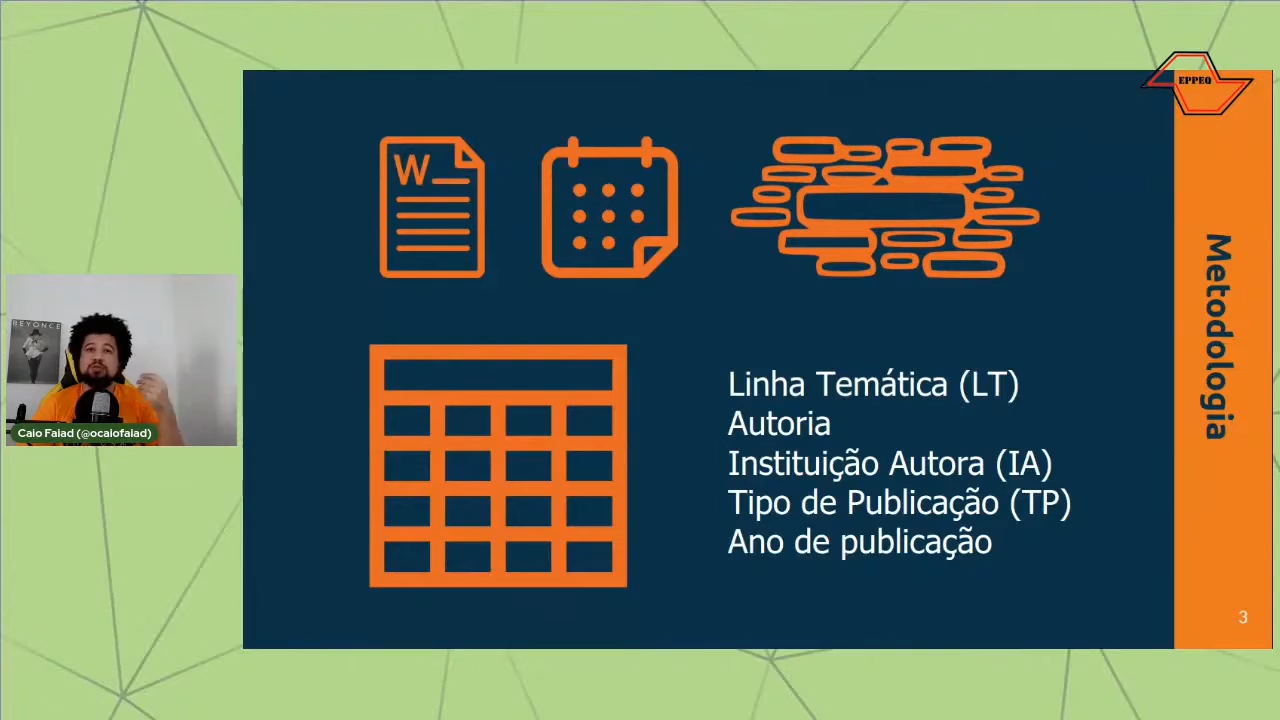 EPPEQ
W
Metodologia
Linha Temática (LT)
Autoria
Instituição Autora (IA)
Tipo de Publicação (TP)
Ano de publicação
BEYONCE
Caio Faiad (@ocaiofaiad)
3